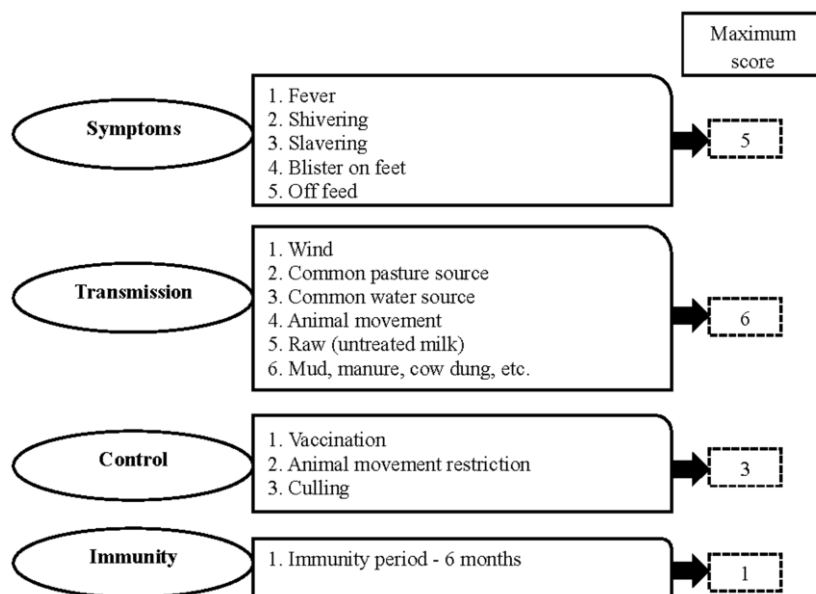 Maximum
score
Symptoms
1. Fever
2. Shivering
3. Slavering
4. Blister on feet
5. Off feed
5
Transmission
1. Wind
2. Common pasture source
3. Common water source
4. Animal movement
5. Raw (untreated milk)
6. Mud, manure, cow dung, etc.
6
Control
1. Vaccination
2. Animal movement restriction
3. Culling
3
Immunity
1. Immunity period - 6 months
1